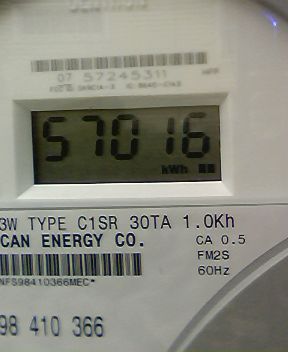 07 57245311
57016
kWh
3W TYPE C1SR 30TA 1.0Kh
CAN ENERGY CO.
CA 0.5
FM2S
60Hz
NFS98410366MEC*
98 410 366